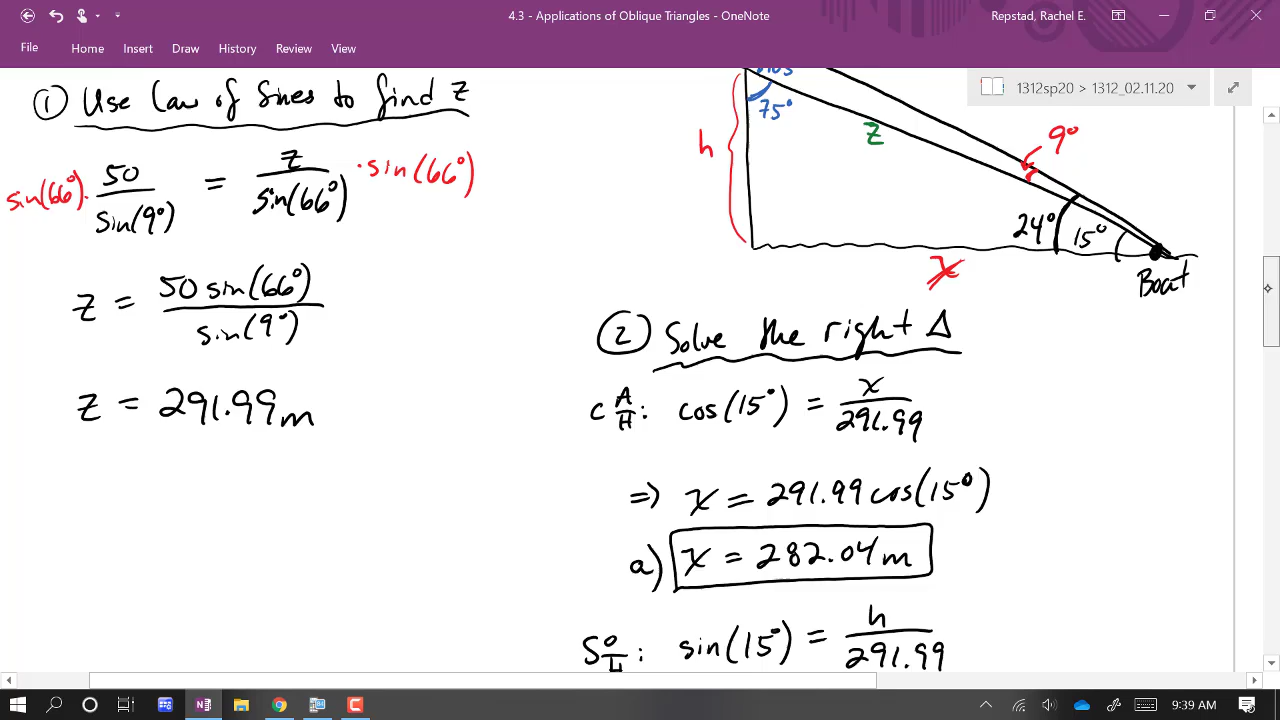 4.3 - Applications of Oblique Triangles - OneNote
Repstad, Rachel E.
File Home Insert Draw History Review View
1312sp20 > 1312_02.11.20
① Use Law of Sines to find z
sin(66°)· 50/sin(9°) = z/sin(66°) ·sin(66°)
z = 50 sin(66°)/sin(9°)
z = 291.99 m
75°
h
z
9°
24°
15°
x
Boat
② Solve the right Δ
C A/H: cos(15°) = x/291.99
=> x = 291.99 cos(15°)
a) x = 282.04 m
S O/H: sin(15°) = h/291.99
9:39 AM